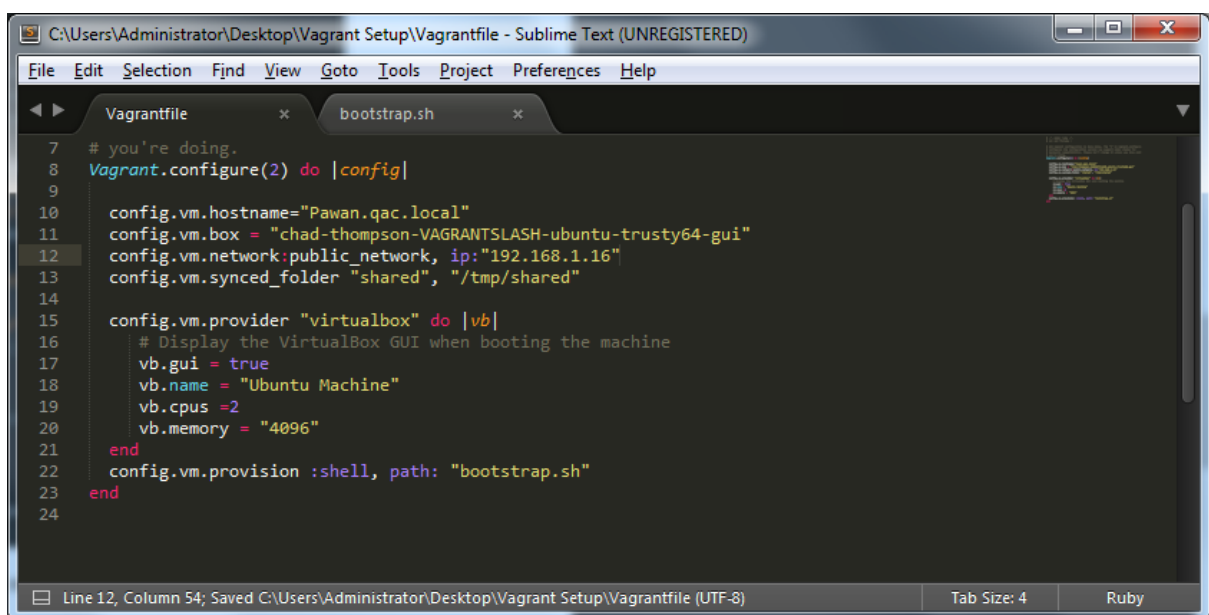 C:\Users\Administrator\Desktop\Vagrant Setup\Vagrantfile - Sublime Text (UNREGISTERED)
File Edit Selection Find View Goto Tools Project Preferences Help
Vagrantfile bootstrap.sh
7 # you're doing.
8 Vagrant.configure(2) do |config|
9
10 config.vm.hostname="Pawan.qac.local"
11 config.vm.box = "chad-thompson-VAGRANTSLASH-ubuntu-trusty64-gui"
12 config.vm.network:public_network, ip:"192.168.1.16"
13 config.vm.synced_folder "shared", "/tmp/shared"
14
15 config.vm.provider "virtualbox" do |vb|
16 # Display the VirtualBox GUI when booting the machine
17 vb.gui = true
18 vb.name = "Ubuntu Machine"
19 vb.cpus =2
20 vb.memory = "4096"
21 end
22 config.vm.provision :shell, path: "bootstrap.sh"
23 end
24
Line 12, Column 54; Saved C:\Users\Administrator\Desktop\Vagrant Setup\Vagrantfile (UTF-8) Tab Size: 4 Ruby